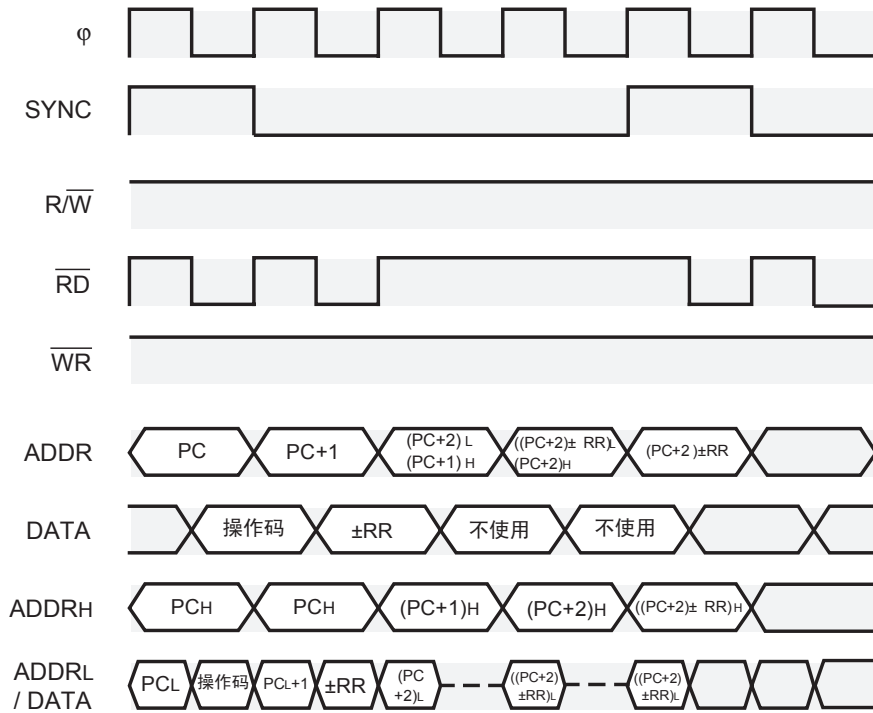 φ
SYNC
R/W
RD
WR
ADDR
PC
PC+1
(PC+2) L
(PC+1) H
((PC+2)± RR)L
(PC+2)H
(PC+2 )±RR
DATA
操作码
±RR
不使用
不使用
ADDRH
PCH
PCH
(PC+1)H
(PC+2)H
((PC+2)± RR)H
ADDRL
/ DATA
PCL
操作码
PCL+1
±RR
(PC
+2)L
((PC+2)
±RR)L
((PC+2)
±RR)L